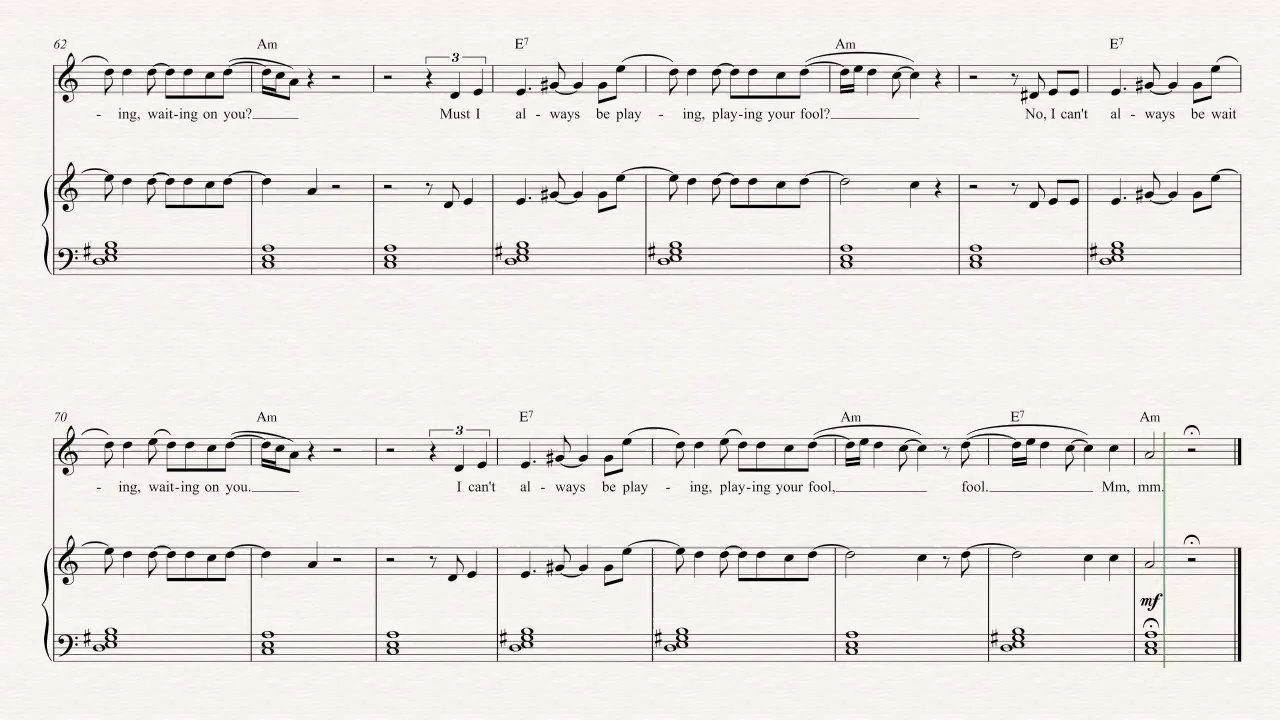 62 Am 3 E7 Am E7
- ing, wait-ing on you? Must I al - ways be play - ing, play-ing your fool? No, I can't al - ways be wait
70 Am 3 E7 Am E7 Am
- ing, wait-ing on you. I can't al - ways be play - ing, play-ing your fool, fool. Mm, mm.
mf